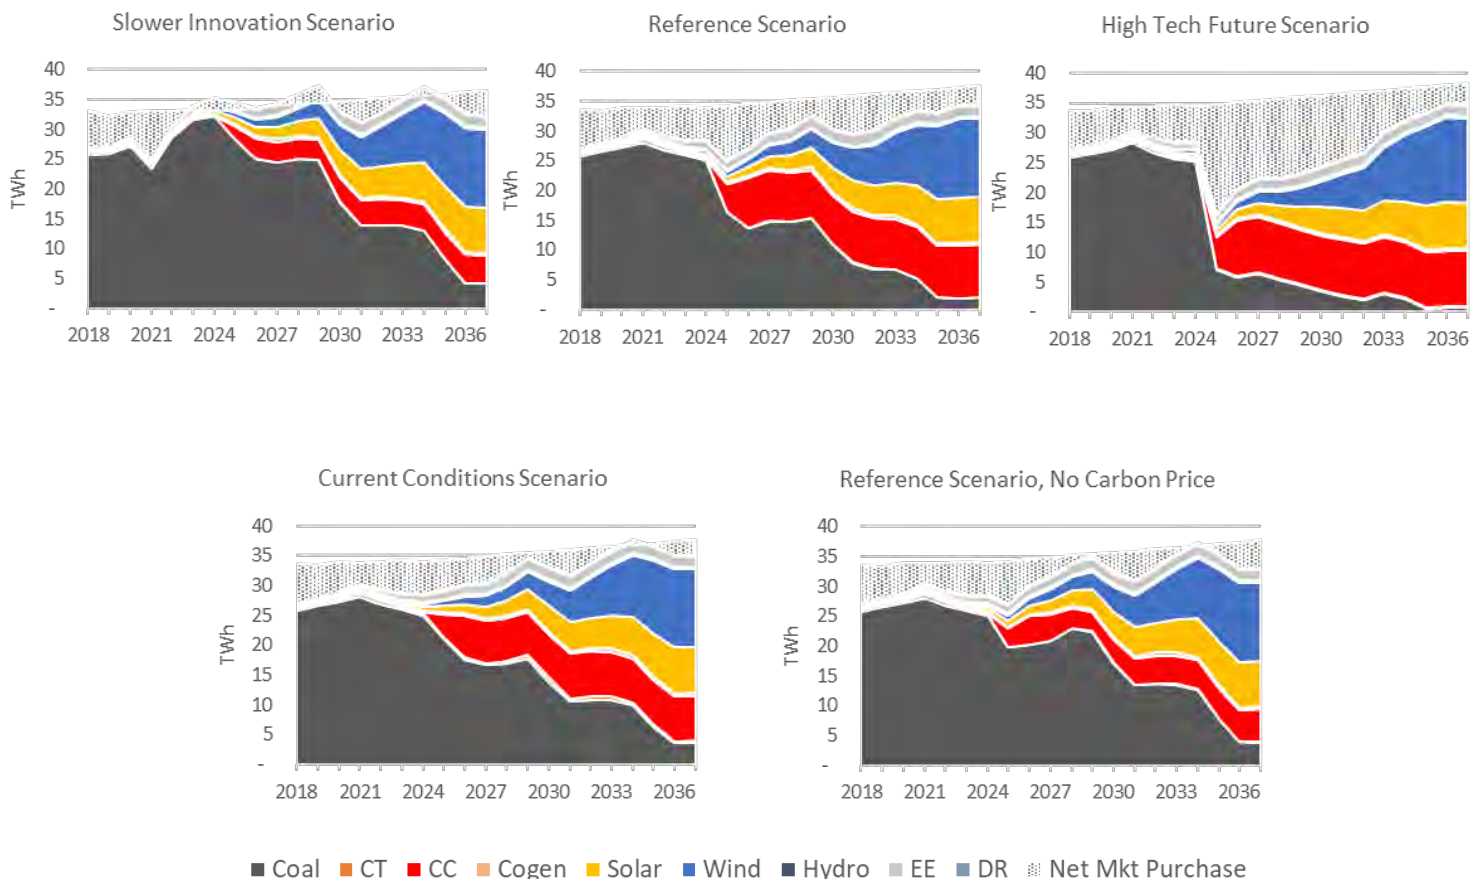 Slower Innovation Scenario
Reference Scenario
High Tech Future Scenario
TWh
40
35
30
25
20
15
10
5
-
2018 2021 2024 2027 2030 2033 2036
TWh
40
35
30
25
20
15
10
5
-
2018 2021 2024 2027 2030 2033 2036
TWh
40
35
30
25
20
15
10
5
-
2018 2021 2024 2027 2030 2033 2036
Current Conditions Scenario
Reference Scenario, No Carbon Price
TWh
40
35
30
25
20
15
10
5
-
2018 2021 2024 2027 2030 2033 2036
TWh
40
35
30
25
20
15
10
5
-
2018 2021 2024 2027 2030 2033 2036
Coal CT CC Cogen Solar Wind Hydro EE DR Net Mkt Purchase